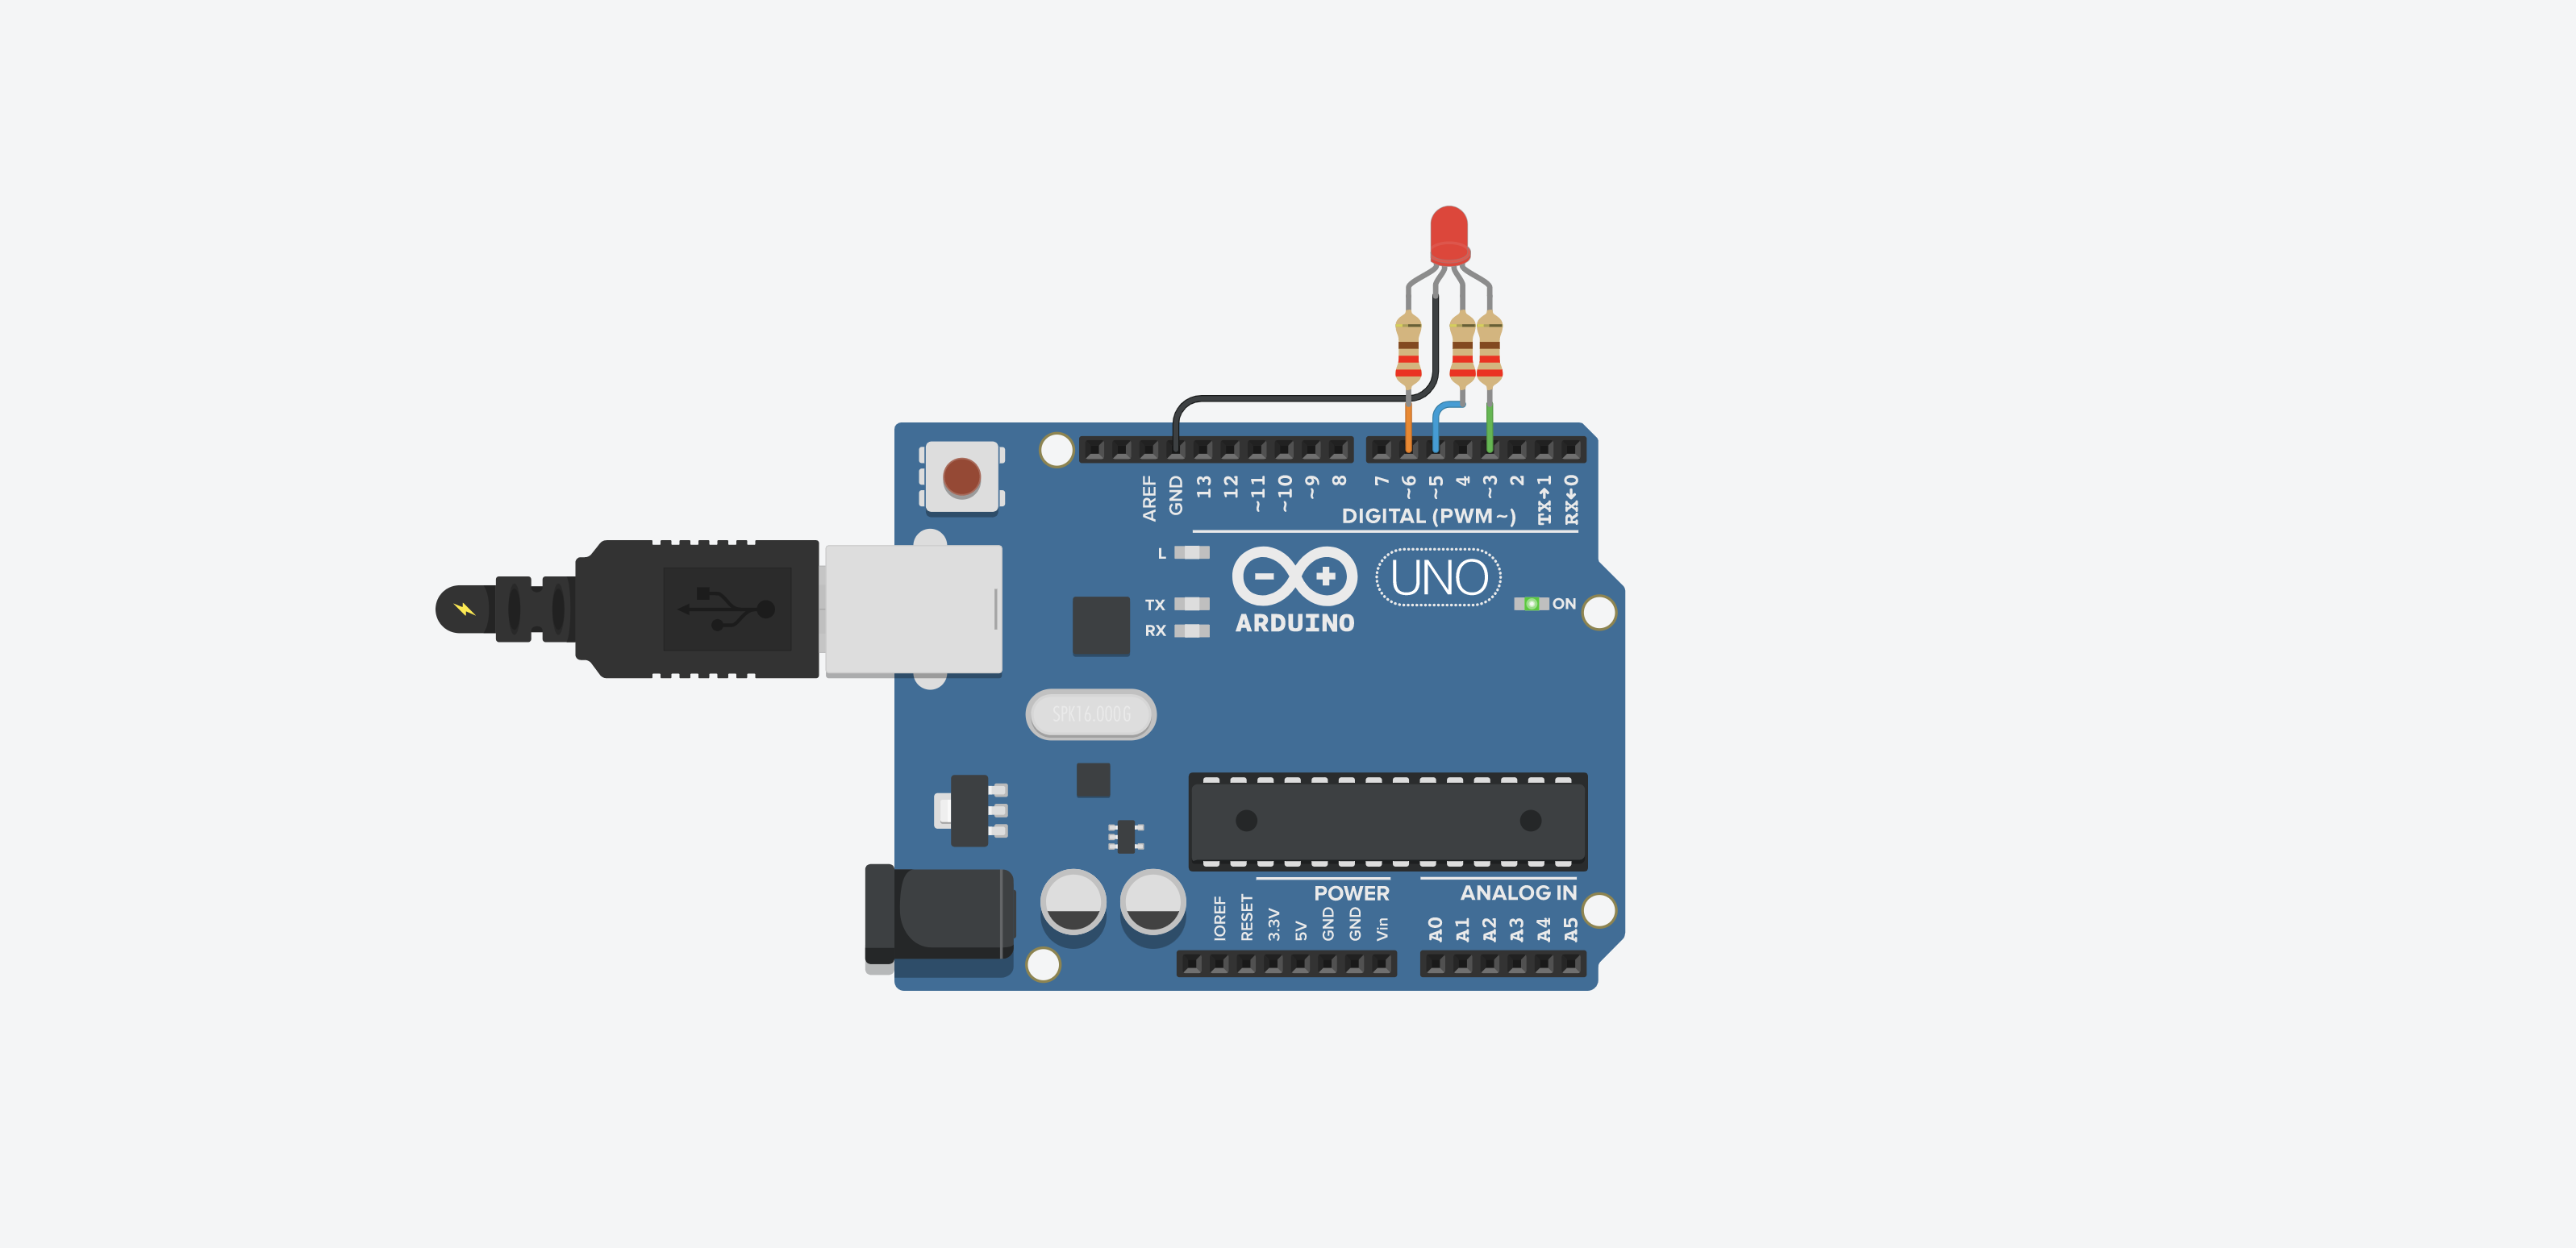 AREF
GND
13
12
~11
~10
~9
8
7
~6
~5
4
~3
2
TX→1
RX←0
DIGITAL (PWM~)
L
TX
RX
ARDUINO
UNO
ON
SPK16.000G
POWER
ANALOG IN
IOREF
RESET
3.3V
5V
GND
GND
Vin
A0
A1
A2
A3
A4
A5